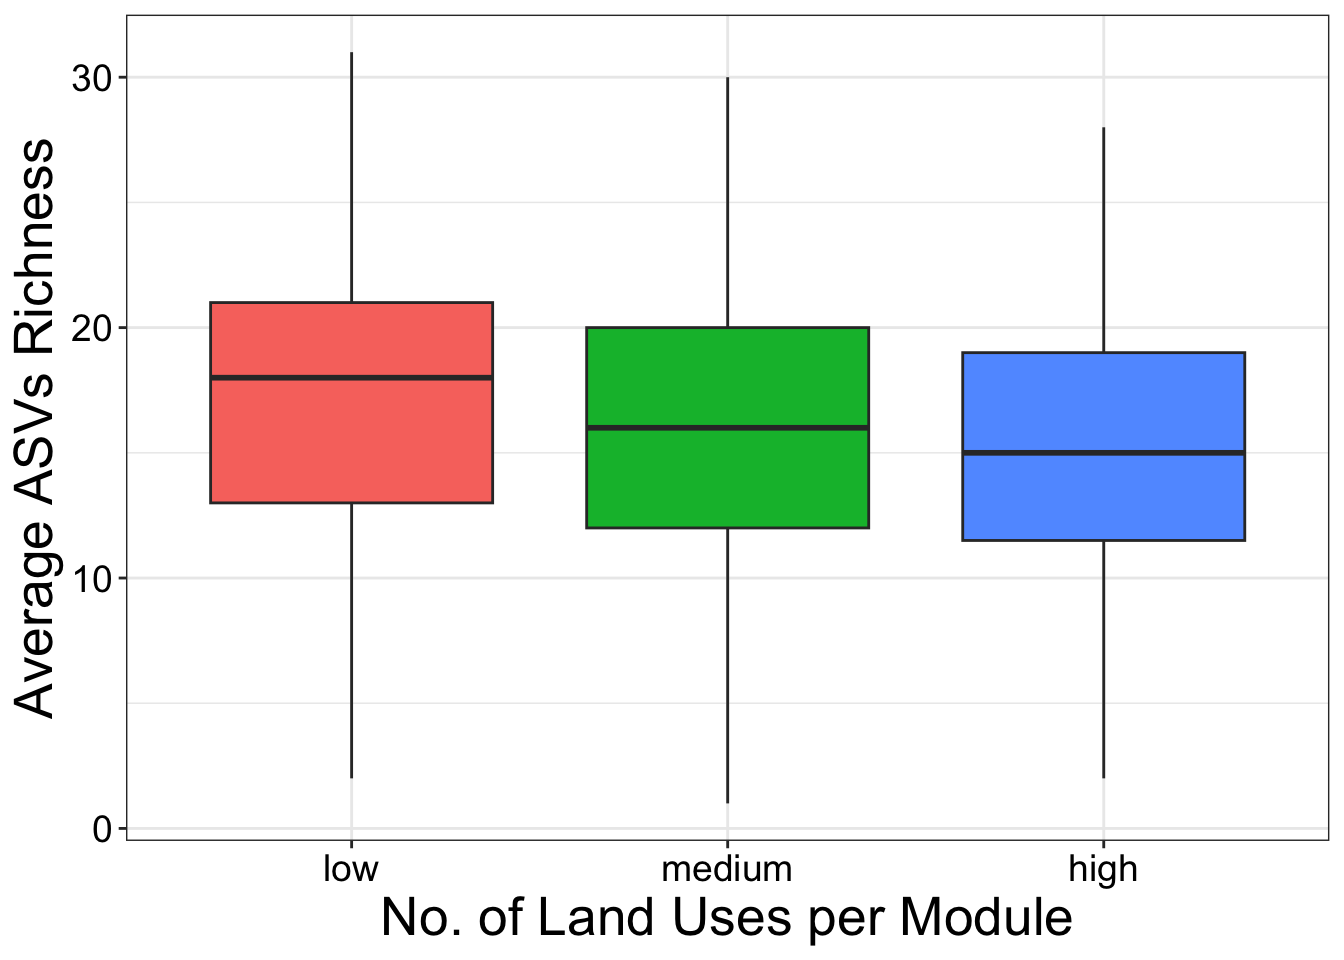 Average ASVs Richness
30
20
10
0
low
medium
high
No. of Land Uses per Module